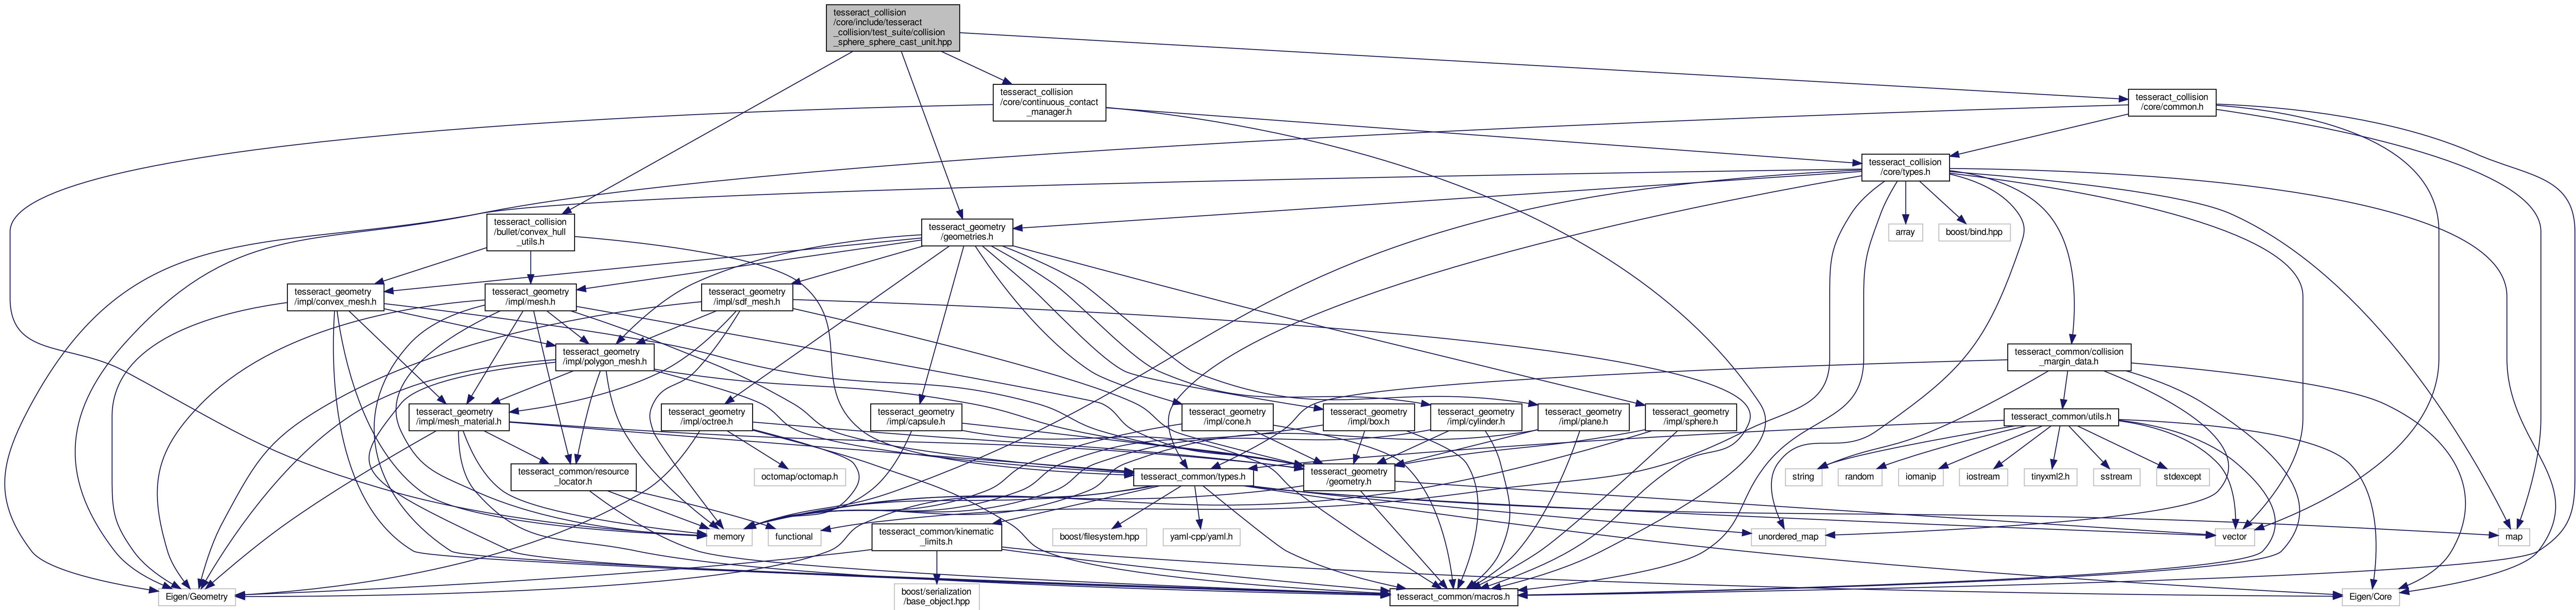 tesseract_collision
/core/include/tesseract
_collision/test_suite/collision
_sphere_sphere_cast_unit.hpp
tesseract_collision
/core/continuous_contact
_manager.h
tesseract_collision
/core/common.h
tesseract_collision
/core/types.h
tesseract_collision
/bullet/convex_hull
_utils.h
tesseract_geometry
/geometries.h
array
boost/bind.hpp
tesseract_geometry
/impl/convex_mesh.h
tesseract_geometry
/impl/mesh.h
tesseract_geometry
/impl/sdf_mesh.h
tesseract_geometry
/impl/polygon_mesh.h
tesseract_common/collision
_margin_data.h
tesseract_geometry
/impl/mesh_material.h
tesseract_geometry
/impl/octree.h
tesseract_geometry
/impl/capsule.h
tesseract_geometry
/impl/cone.h
tesseract_geometry
/impl/box.h
tesseract_geometry
/impl/cylinder.h
tesseract_geometry
/impl/plane.h
tesseract_geometry
/impl/sphere.h
tesseract_common/utils.h
tesseract_common/resource
_locator.h
octomap/octomap.h
tesseract_common/types.h
tesseract_geometry
/geometry.h
string
random
iomanip
iostream
tinyxml2.h
sstream
stdexcept
memory
functional
tesseract_common/kinematic
_limits.h
boost/filesystem.hpp
yaml-cpp/yaml.h
unordered_map
vector
map
Eigen/Geometry
boost/serialization
/base_object.hpp
tesseract_common/macros.h
Eigen/Core